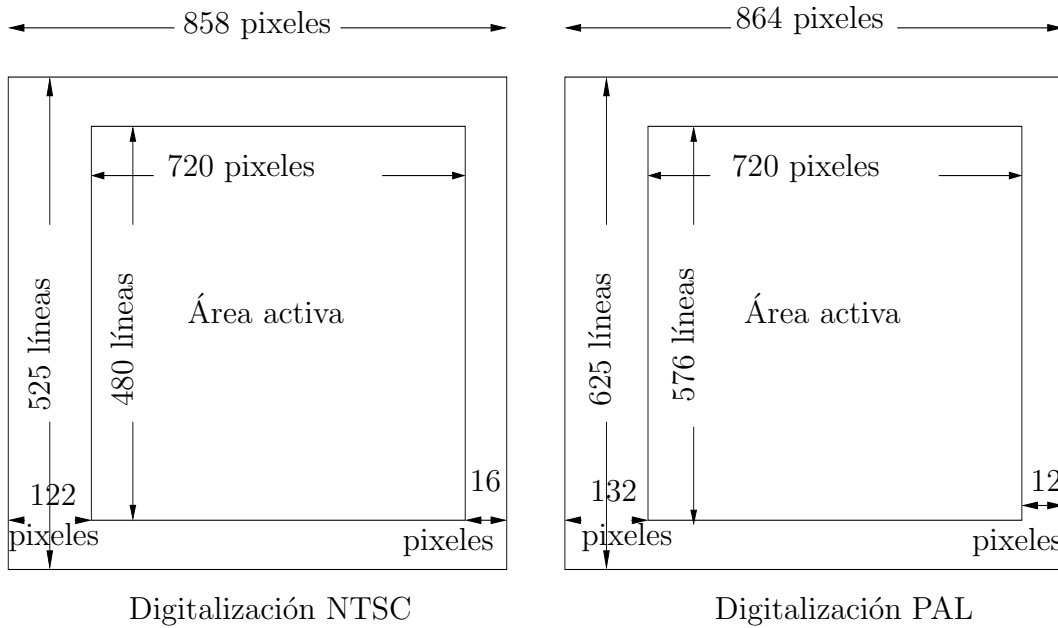 858 pixeles
720 pixeles
525 líneas
480 líneas
Área activa
122
pixeles
16
pixeles
Digitalización NTSC
864 pixeles
720 pixeles
625 líneas
576 líneas
Área activa
132
pixeles
12
pixeles
Digitalización PAL